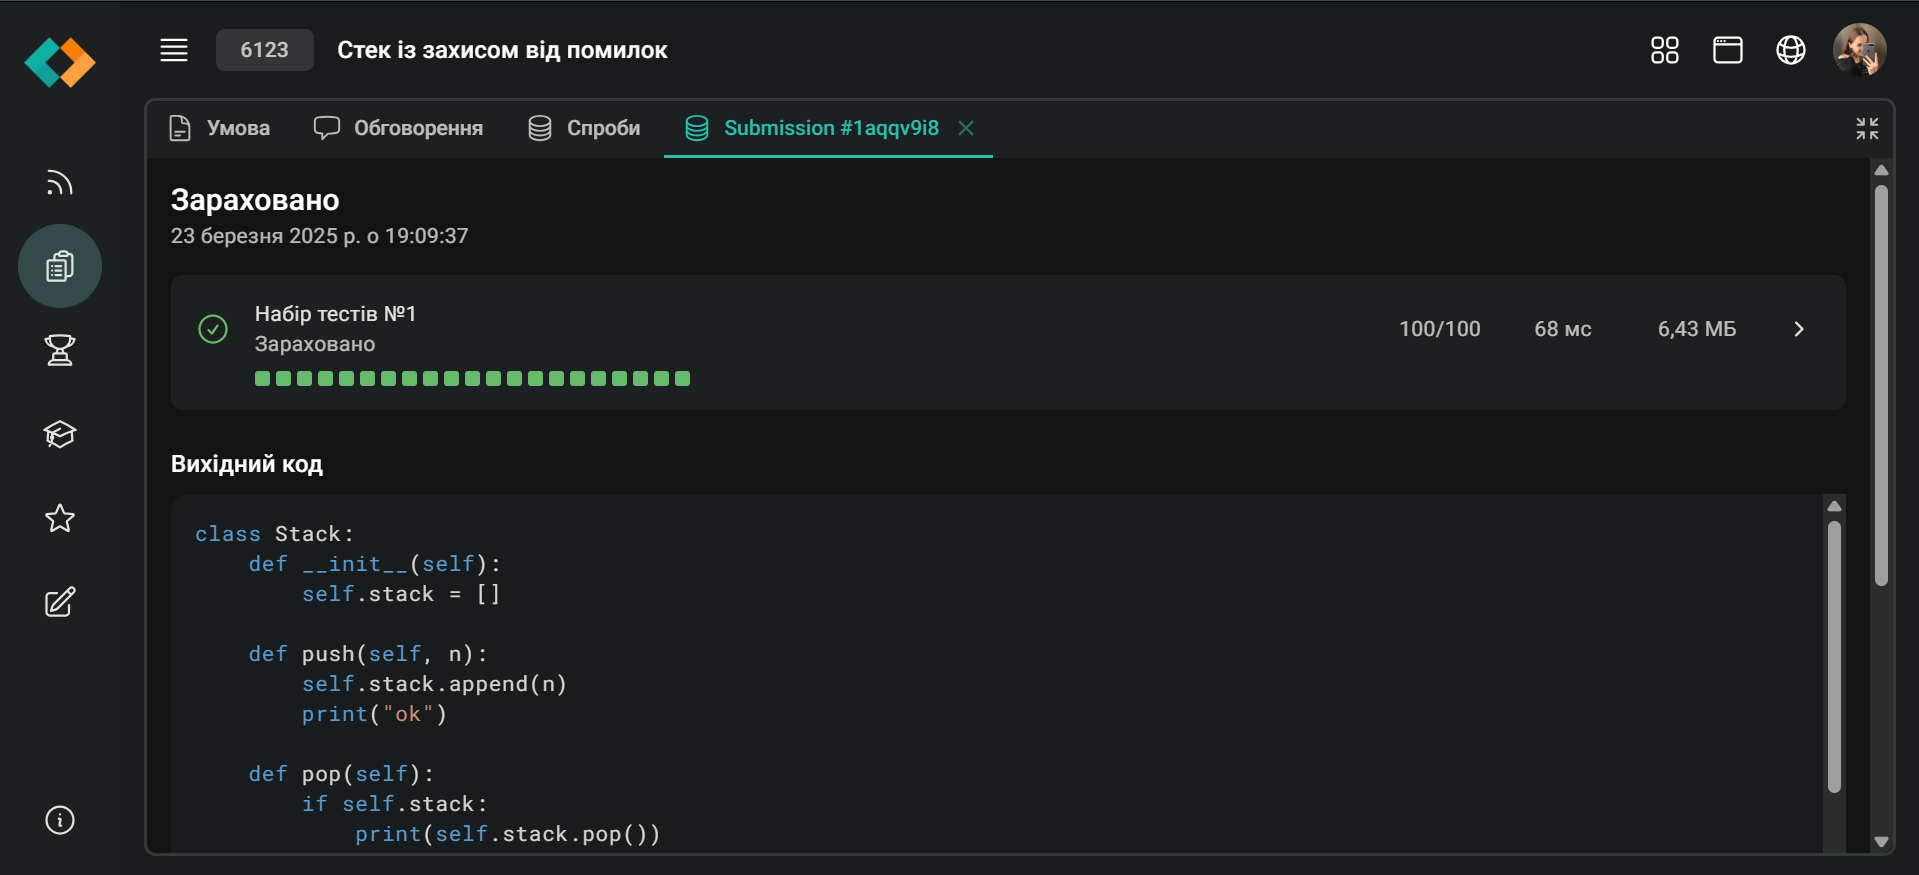 6123 Стек із захисом від помилок
Умова Обговорення Спроби Submission #1aqqv9i8
Зараховано
23 березня 2025 р. о 19:09:37
Набір тестів №1
Зараховано
100/100 68 мс 6,43 МБ
Вихідний код
class Stack:
    def __init__(self):
        self.stack = []
    def push(self, n):
        self.stack.append(n)
        print("ok")
    def pop(self):
        if self.stack:
            print(self.stack.pop())